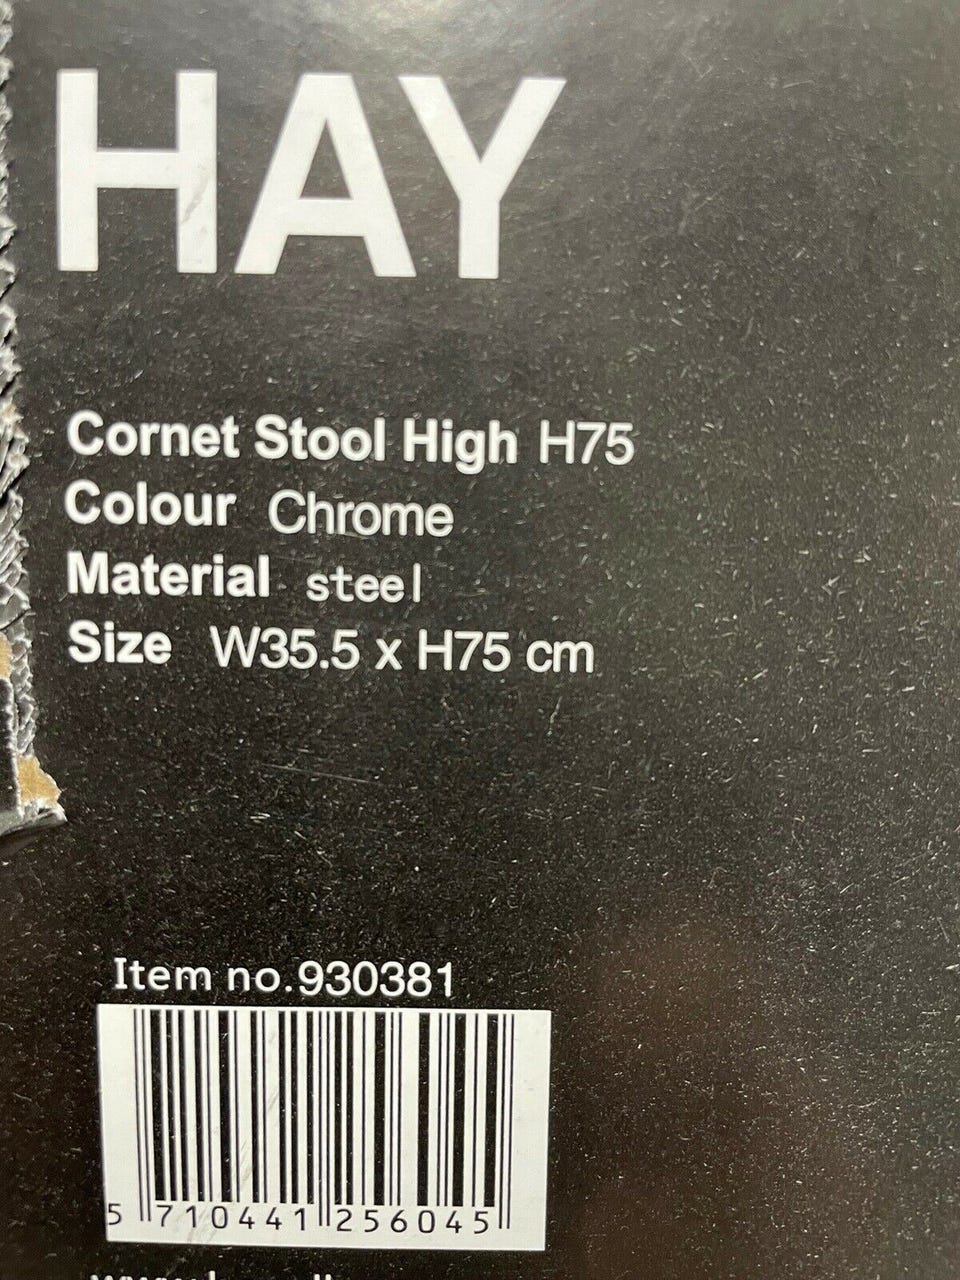 HAY
Cornet Stool High H75
Colour Chrome
Material steel
Size W35.5 x H75 cm
Item no.930381
5 710441 256045